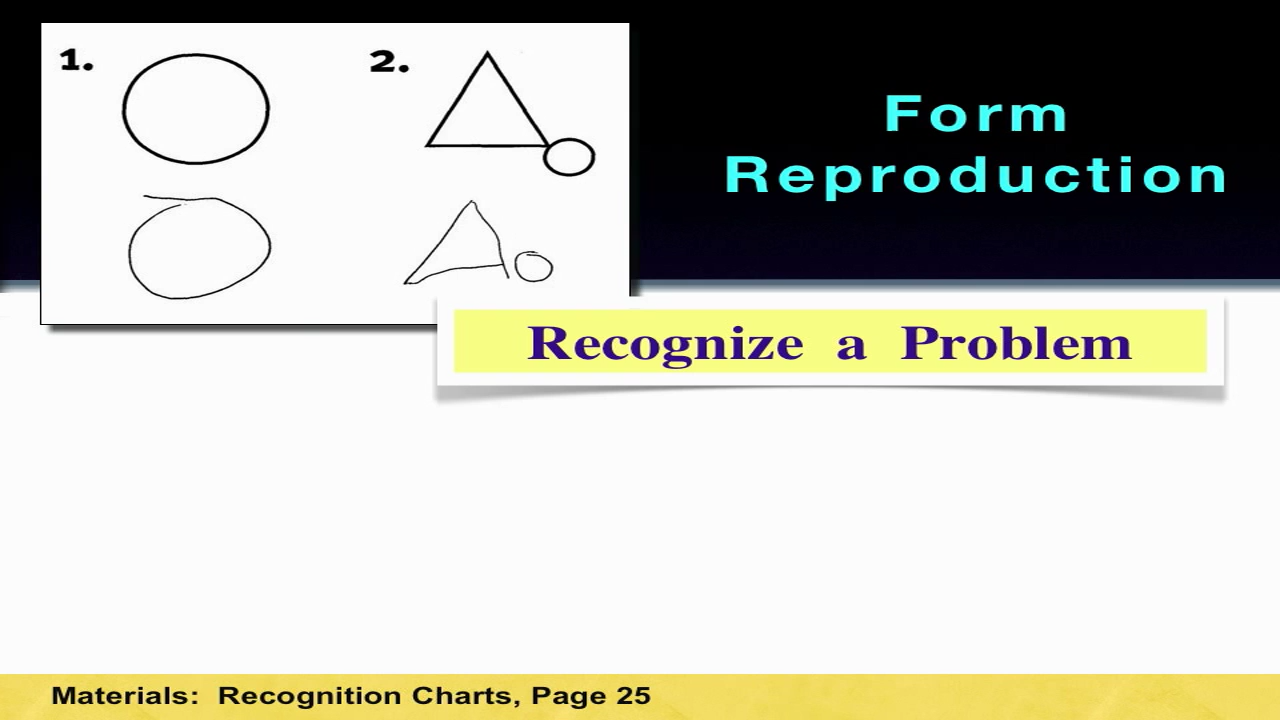 1.
2.
Form
Reproduction
Recognize a Problem
Materials: Recognition Charts, Page 25